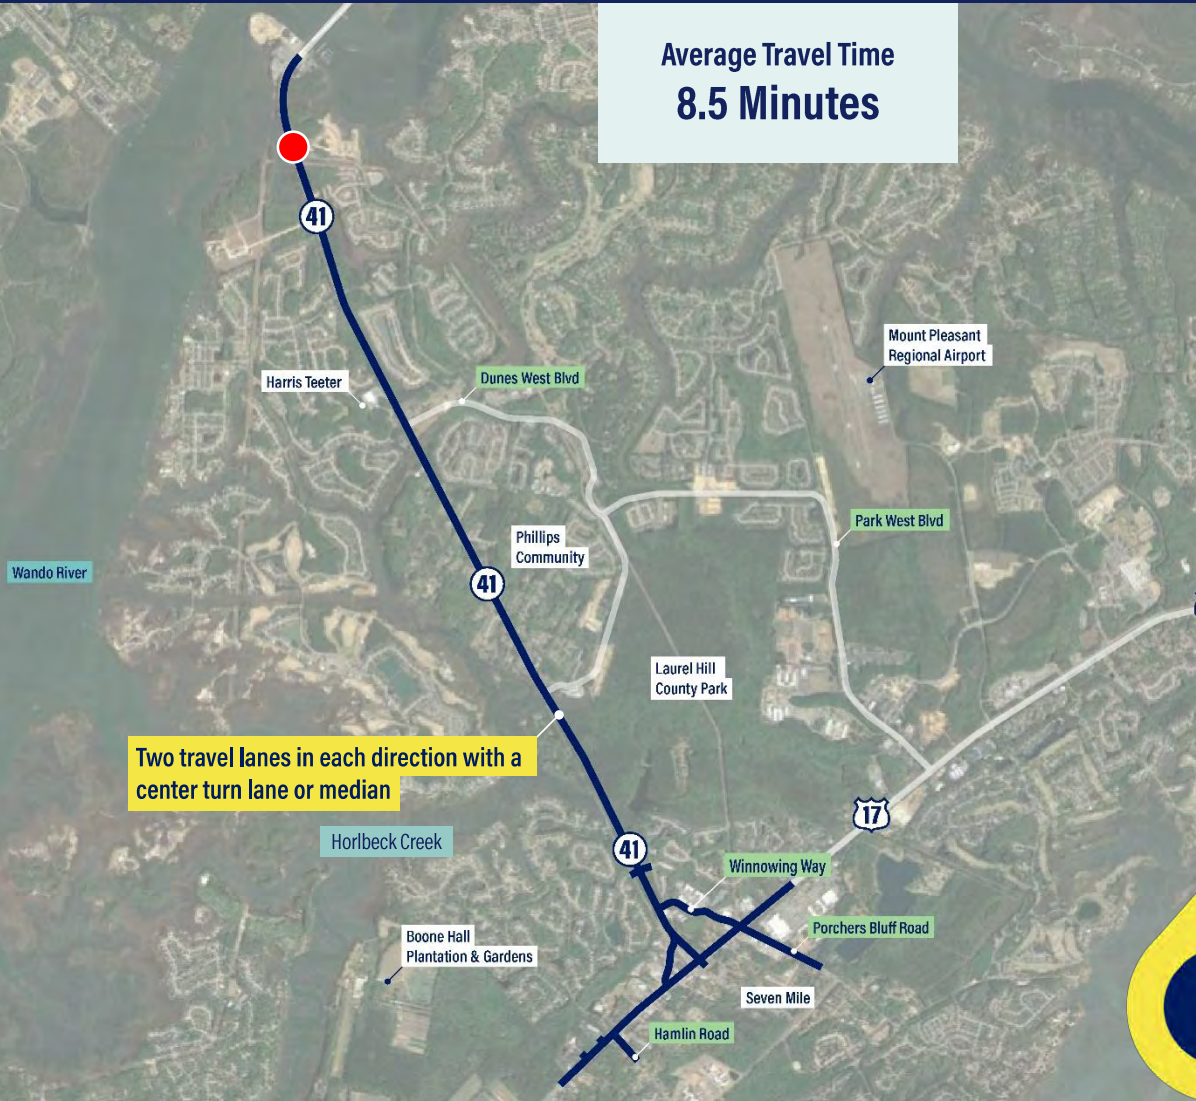 Average Travel Time
8.5 Minutes
41
Mount Pleasant
Regional Airport
Harris Teeter
Dunes West Blvd
Park West Blvd
Phillips
Community
Wando River
41
Laurel Hill
County Park
Two travel lanes in each direction with a
center turn lane or median
17
Horlbeck Creek
41
Winnowing Way
Porchers Bluff Road
Boone Hall
Plantation & Gardens
Seven Mile
Hamlin Road